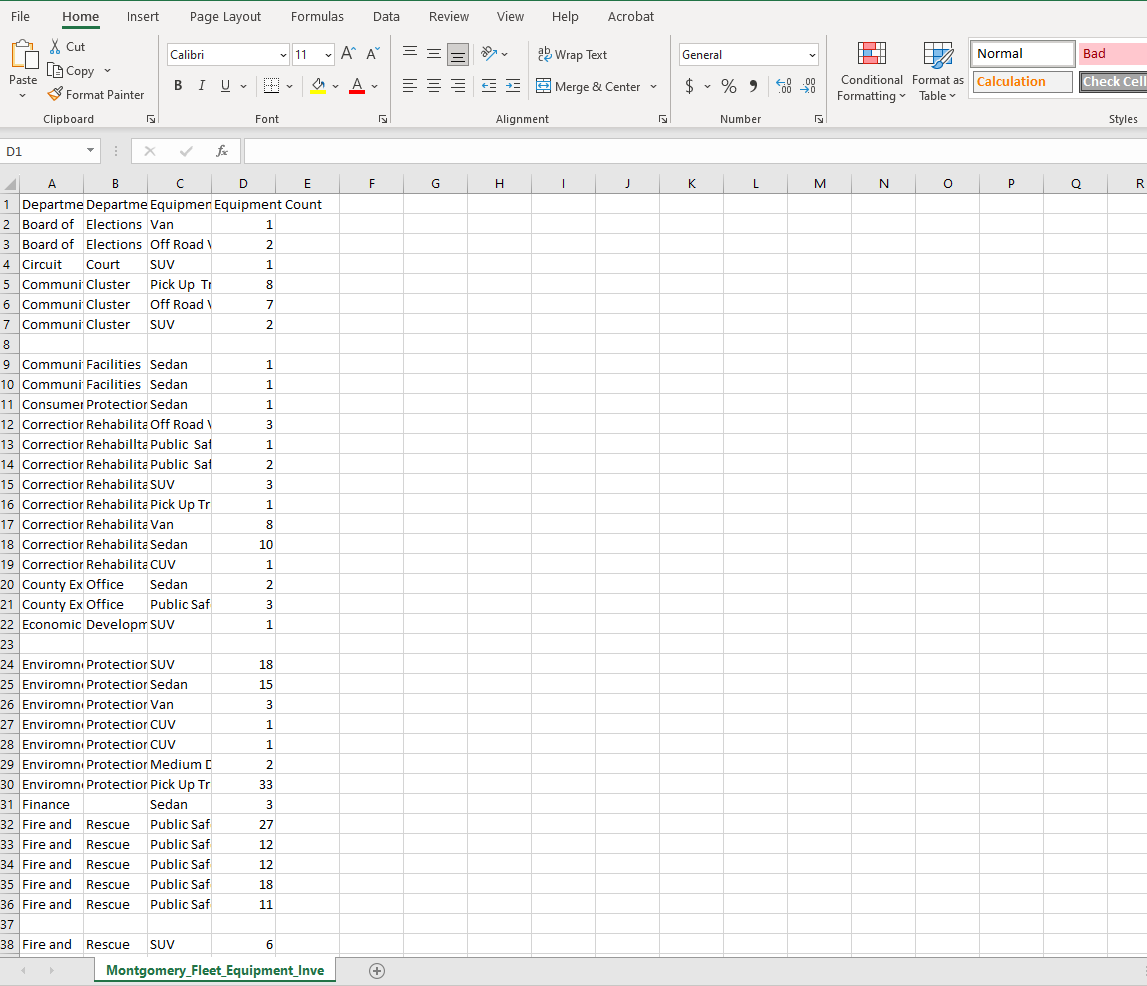 File Home Insert Page Layout Formulas Data Review View Help Acrobat
Paste
Cut
Copy
Format Painter
Clipboard
Calibri 11 A A
B I U A
Font
ab Wrap Text
Merge & Center
Alignment
General
$ % 9 .00 .00
Number
Conditional Formatting
Format as Table
Normal Bad
Calculation Check Cell
Styles
D1 fx
A B C D E F G H I J K L M N O P Q R
1 Departme Departme Equipmen Equipment Count
2 Board of Elections Van 1
3 Board of Elections Off Road V 2
4 Circuit Court SUV 1
5 Communi Cluster Pick Up Tr 8
6 Communi Cluster Off Road V 7
7 Communi Cluster SUV 2
8
9 Communi Facilities Sedan 1
10 Communi Facilities Sedan 1
11 Consumer Protection Sedan 1
12 Correction Rehabilita Off Road V 3
13 Correction Rehabillta Public Saf 1
14 Correction Rehabilita Public Saf 2
15 Correction Rehabilita SUV 3
16 Correction Rehabilita Pick Up Tr 1
17 Correction Rehabilita Van 8
18 Correction Rehabilita Sedan 10
19 Correction Rehabilita CUV 1
20 County Ex Office Sedan 2
21 County Ex Office Public Saf 3
22 Economic Developm SUV 1
23
24 Enviromn Protection SUV 18
25 Enviromn Protection Sedan 15
26 Enviromn Protection Van 3
27 Enviromn Protection CUV 1
28 Enviromn Protection CUV 1
29 Enviromn Protection Medium D 2
30 Enviromn Protection Pick Up Tr 33
31 Finance Sedan 3
32 Fire and Rescue Public Saf 27
33 Fire and Rescue Public Saf 12
34 Fire and Rescue Public Saf 12
35 Fire and Rescue Public Saf 18
36 Fire and Rescue Public Saf 11
37
38 Fire and Rescue SUV 6
Montgomery_Fleet_Equipment_Inve